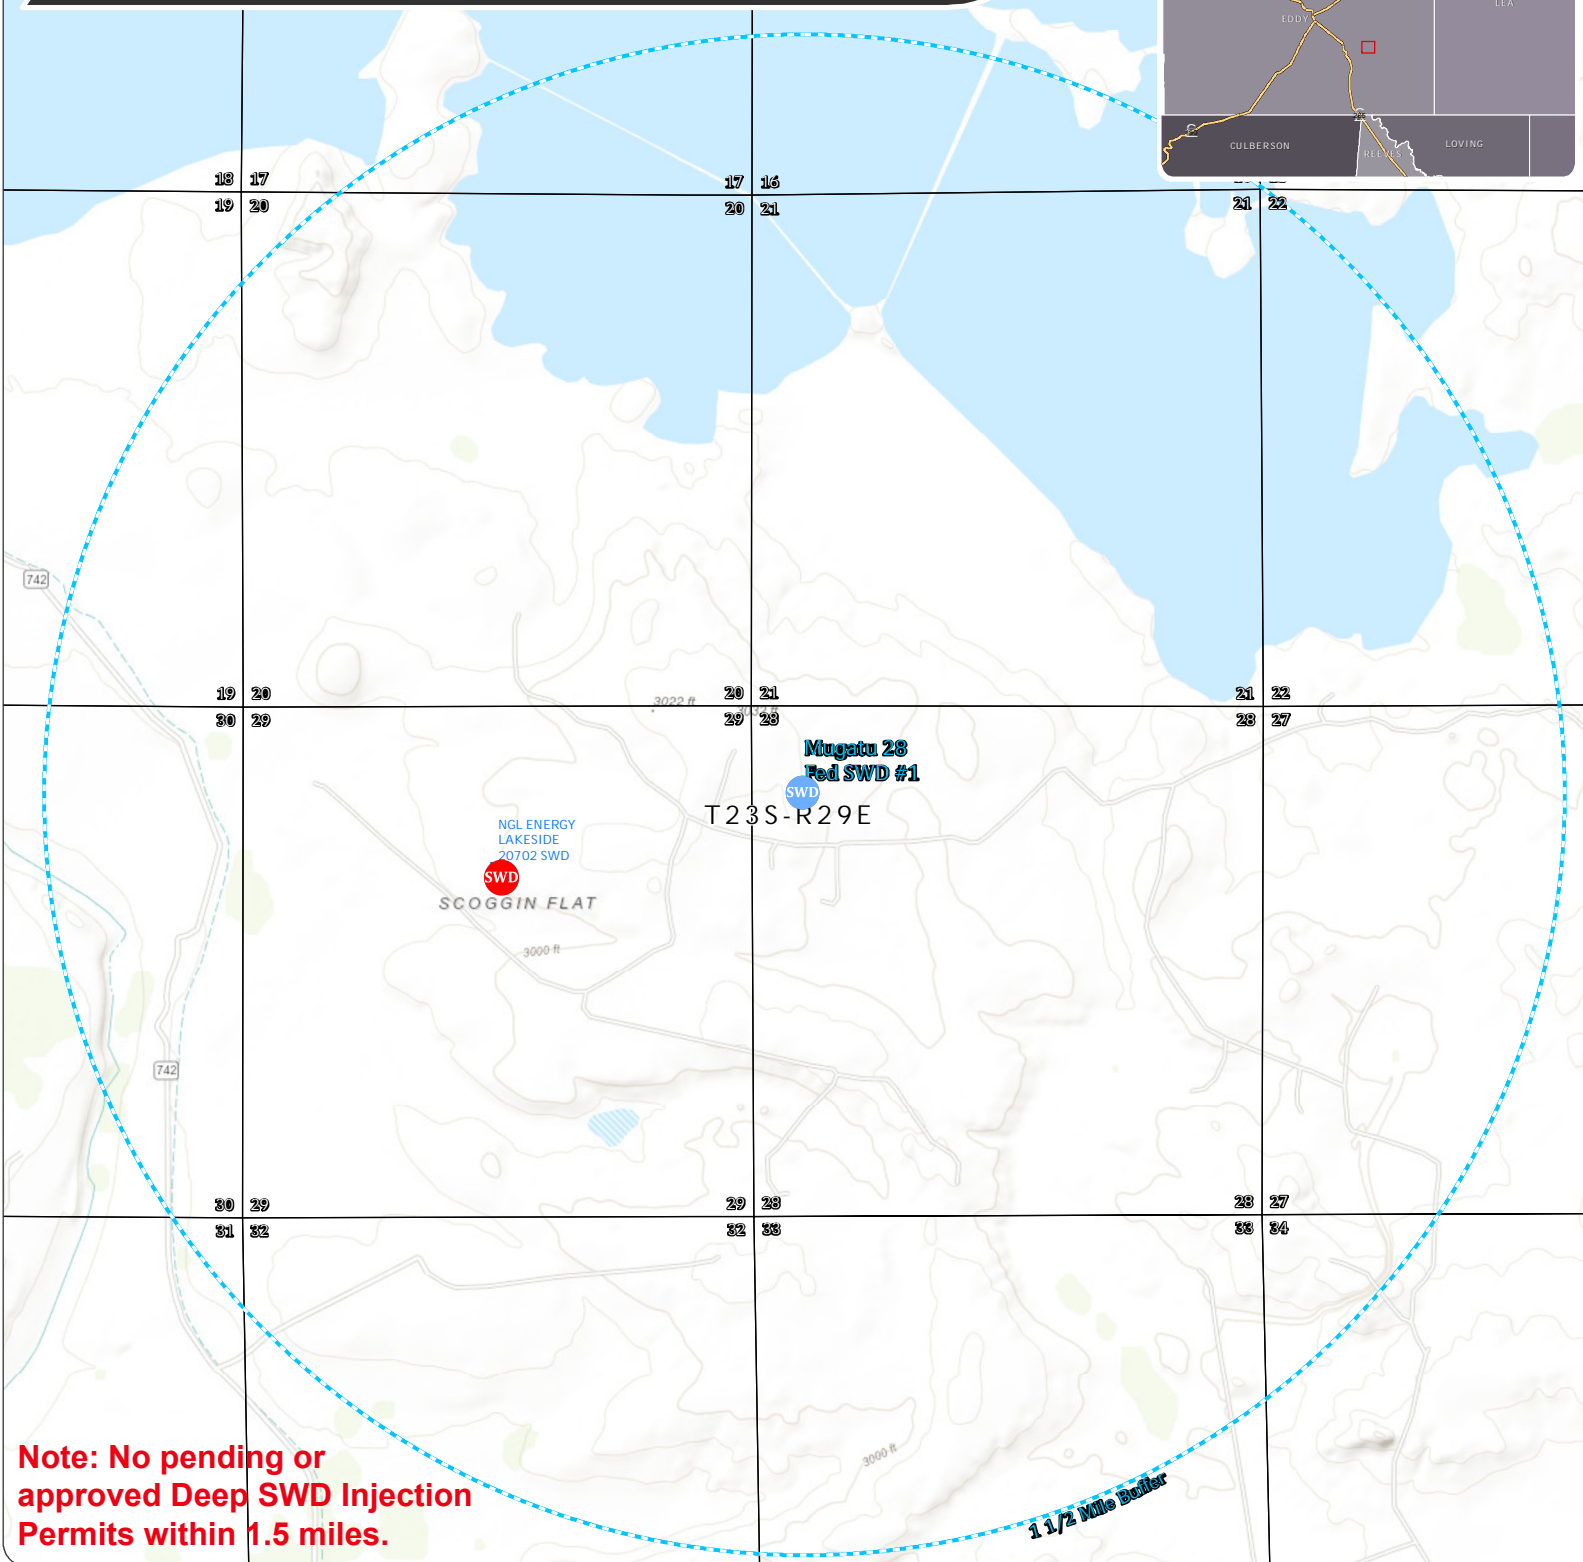 EDDY
LEA
CULBERSON
REEVES
LOVING
18 17
19 20
17 16
20 21
21 22
742
19 20
30 29
3022 ft
20 21
29 28
3032 ft
21 22
28 27
Mugatu 28
Fed SWD #1
SWD
T23S-R29E
NGL ENERGY
LAKESIDE
20702 SWD
SWD
SCOGGIN FLAT
3000 ft
742
30 29
31 32
29 28
32 33
28 27
33 34
3000 ft
1 1/2 Mile Buffer
Note: No pending or
approved Deep SWD Injection
Permits within 1.5 miles.